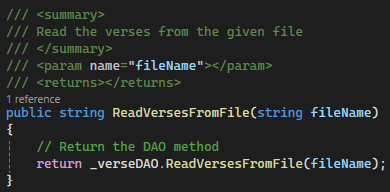 /// <summary>
/// Read the verses from the given file
/// </summary>
/// <param name="fileName"></param>
/// <returns></returns>
1 reference
public string ReadVersesFromFile(string fileName)
{
// Return the DAO method
return _verseDAO.ReadVersesFromFile(fileName);
}